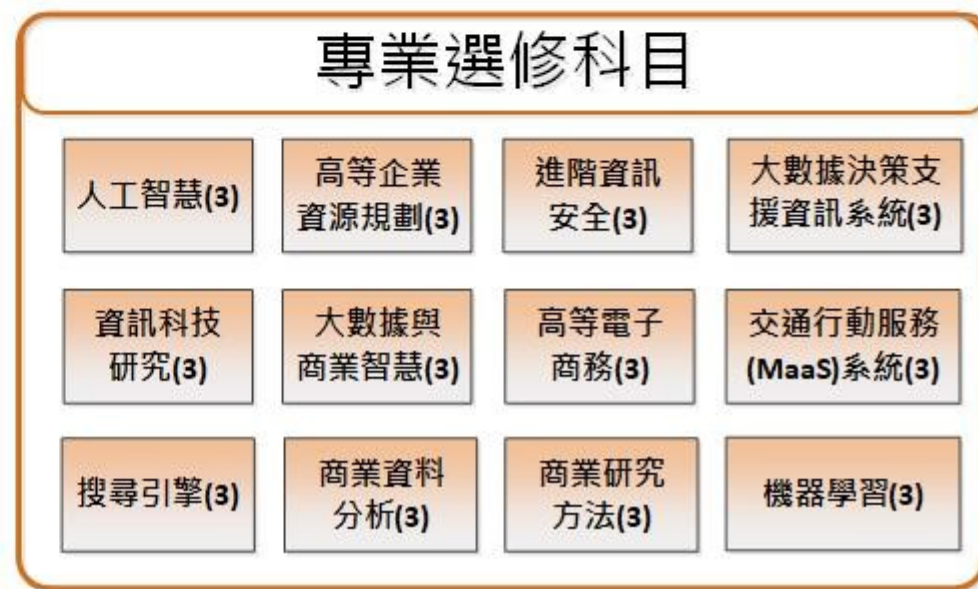 專業選修科目
人工智慧(3)
高等企業
資源規劃(3)
進階資訊
安全(3)
大數據決策支
援資訊系統(3)
資訊科技
研究(3)
大數據與
商業智慧(3)
高等電子
商務(3)
交通行動服務
(MaaS)系統(3)
搜尋引擎(3)
商業資料
分析(3)
商業研究
方法(3)
機器學習(3)